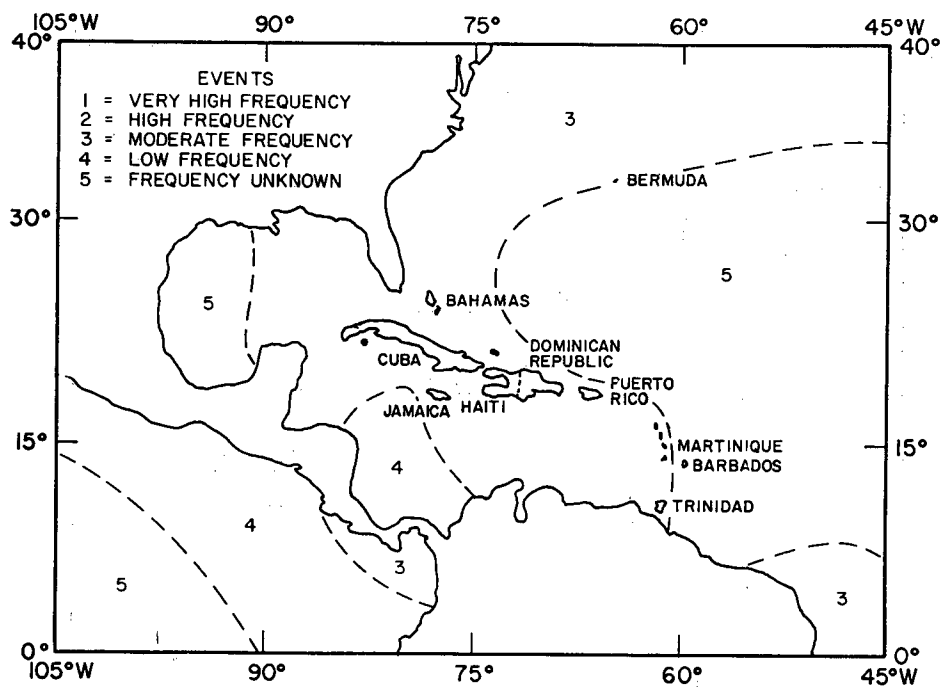 105°W 90° 75° 60° 45°W
40° 40°
EVENTS
1 = VERY HIGH FREQUENCY
2 = HIGH FREQUENCY
3 = MODERATE FREQUENCY
4 = LOW FREQUENCY
5 = FREQUENCY UNKNOWN
3
BERMUDA
30° 30°
5
5
BAHAMAS
CUBA
DOMINICAN
REPUBLIC
PUERTO
RICO
JAMAICA HAITI
15° 15°
MARTINIQUE
BARBADOS
4
TRINIDAD
4
3
5
3
0° 0°
105°W 90° 75° 60° 45°W